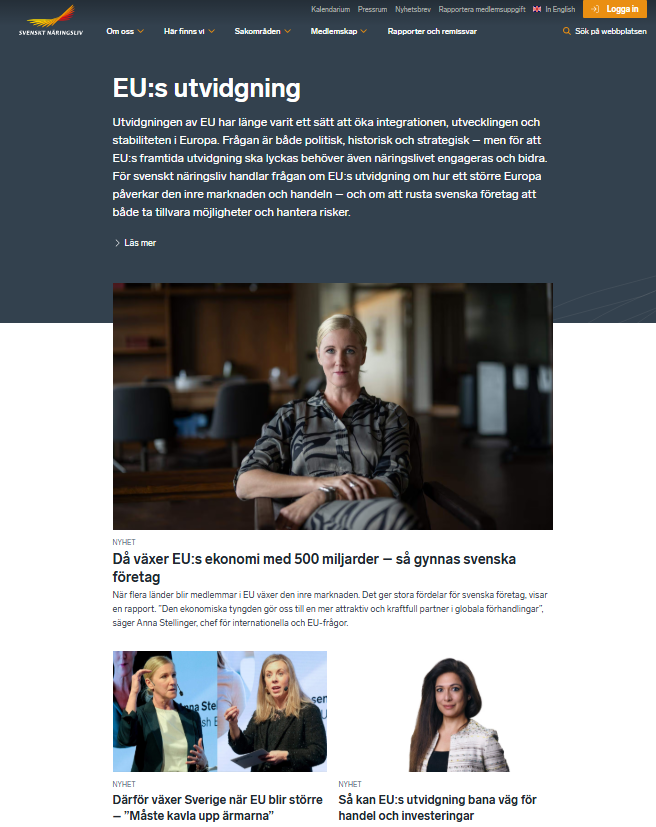 Kalendarium Pressrum Nyhetsbrev Rapportera medlemsuppgift In English Logga in
SVENSKT NÄRINGSLIV
Om oss Här finns vi Sakområden Medlemskap Rapporter och remissvar Sök på webbplatsen
EU:s utvidgning
Utvidgningen av EU har länge varit ett sätt att öka integrationen, utvecklingen och
stabiliteten i Europa. Frågan är både politisk, historisk och strategisk – men för att
EU:s framtida utvidgning ska lyckas behöver även näringslivet engageras och bidra.
För svenskt näringsliv handlar frågan om EU:s utvidgning om hur ett större Europa
påverkar den inre marknaden och handeln – och om att rusta svenska företag att
både ta tillvara möjligheter och hantera risker.
Läs mer
NYHET
Då växer EU:s ekonomi med 500 miljarder – så gynnas svenska
företag
När flera länder blir medlemmar i EU växer den inre marknaden. Det ger stora fördelar för svenska företag, visar
en rapport. ”Den ekonomiska tyngden gör oss till en mer attraktiv och kraftfull partner i globala förhandlingar”,
säger Anna Stellinger, chef för internationella och EU-frågor.
NYHET
Därför växer Sverige när EU blir större
– ”Måste kavla upp ärmarna”
NYHET
Så kan EU:s utvidgning bana väg för
handel och investeringar